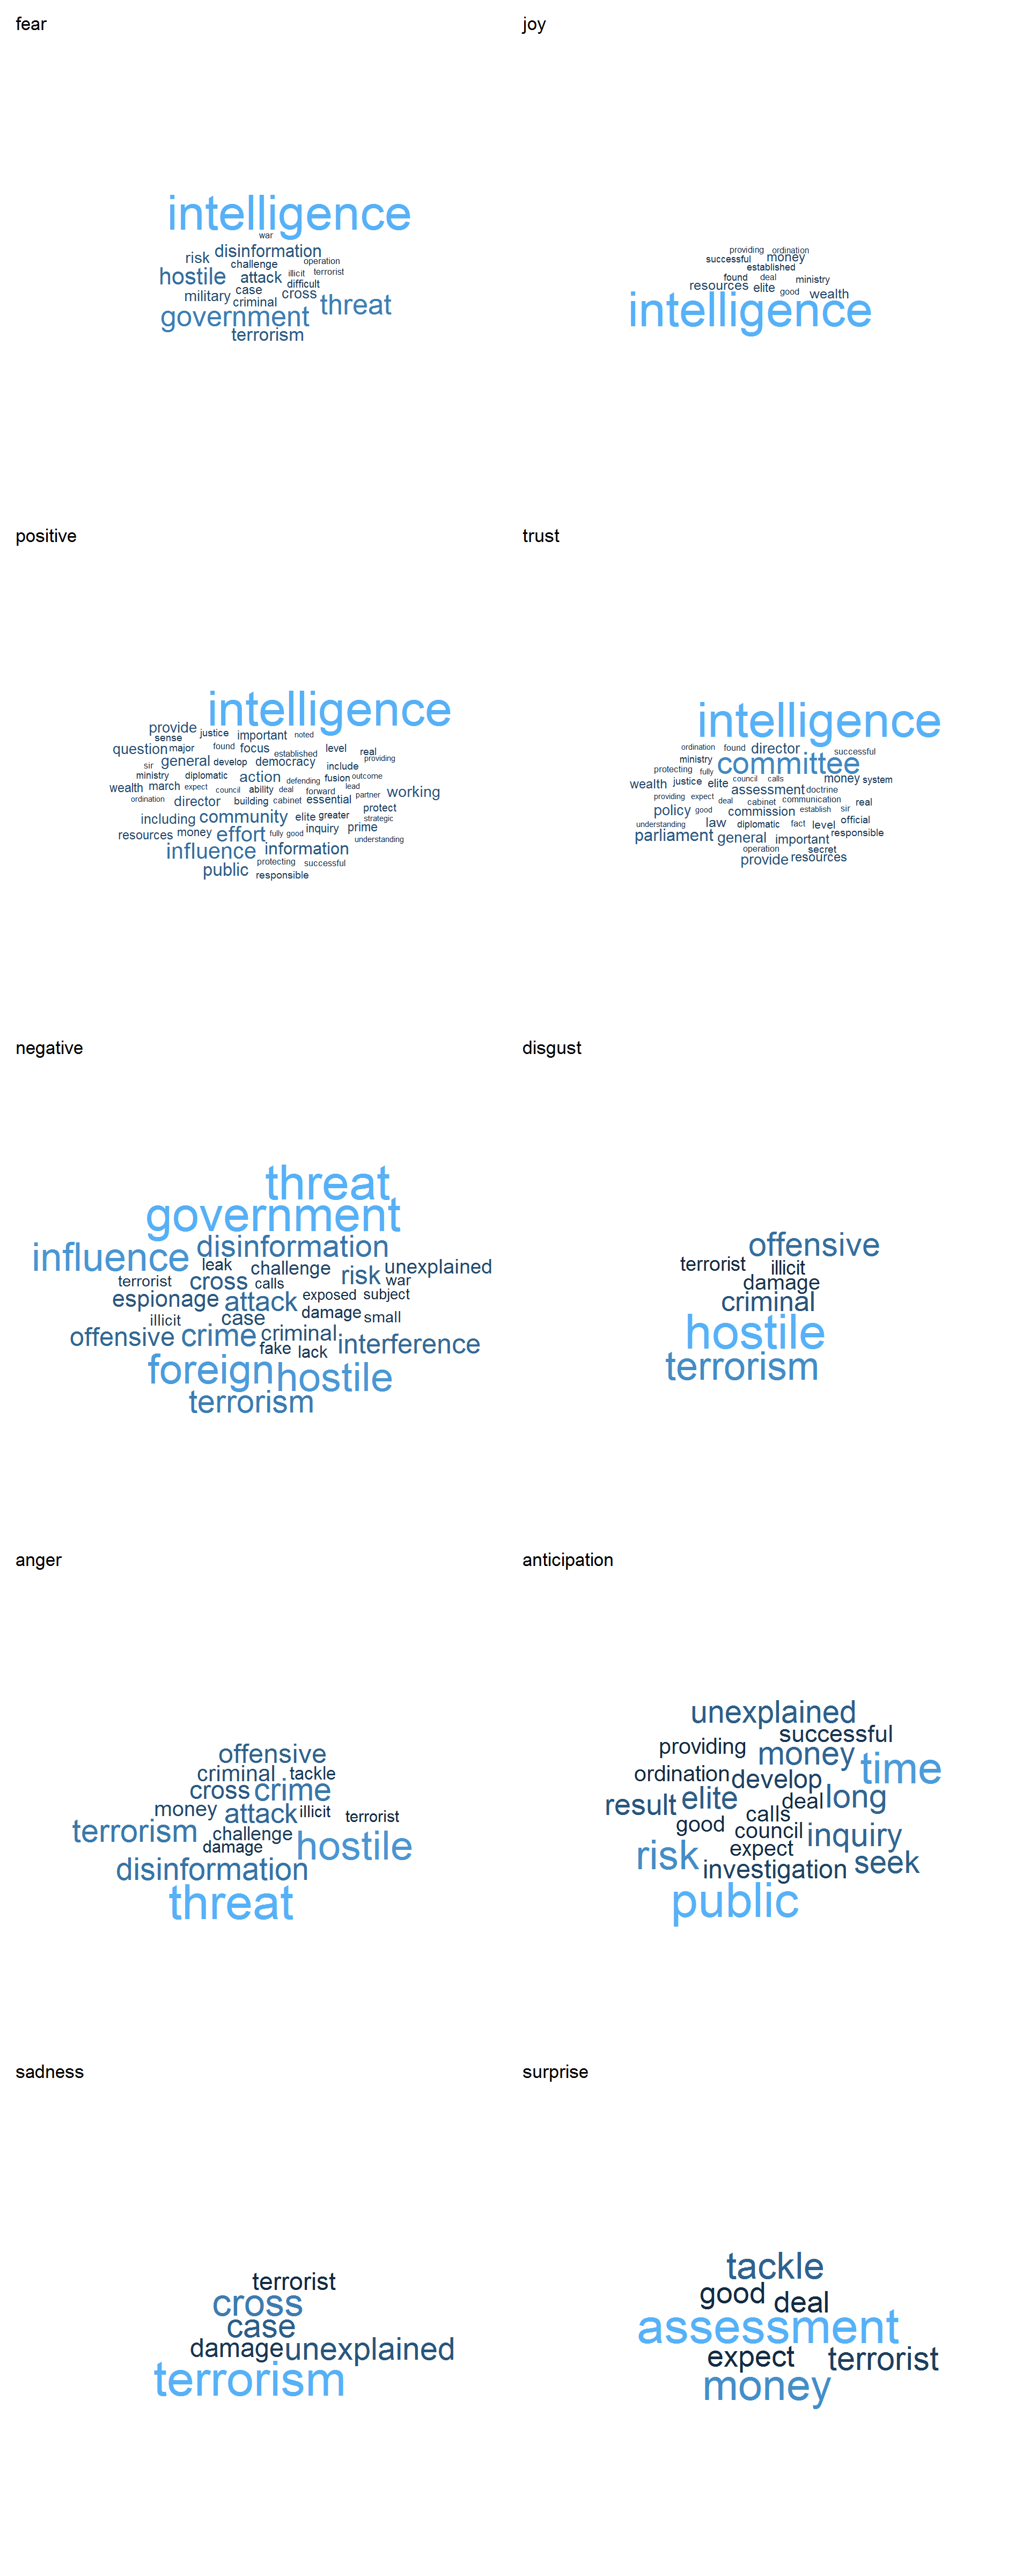 fear
intelligence
war
disinformation
risk
operation
challenge
hostile attack illicit terrorist
difficult
military case cross
criminal threat
government
terrorism
joy
providing ordination
successful money
established
found deal ministry
resources elite good wealth
intelligence
positive
intelligence
provide justice important noted
sense
question major found focus established level real
general develop democracy include providing
sir
ministry diplomatic action defending fusion outcome
wealth march expect council ability deal forward lead partner working
ordination director building cabinet essential
protect
including community elite greater strategic
resources money effort fully good inquiry prime
understanding
influence information
public protecting successful
responsible
trust
intelligence
ordination found director successful
ministry committee
protecting fully
wealth justice elite council calls money system
assessment doctrine
providing expect deal cabinet communication real
policy good commission establish sir
understanding law diplomatic fact level official
parliament general important responsible
operation secret
provide resources
negative
threat
government
influence disinformation
leak challenge risk unexplained
terrorist cross calls war
espionage attack exposed subject
illicit case damage small
offensive crime criminal interference
fake lack
foreign hostile
terrorism
disgust
offensive
terrorist illicit
damage
criminal
hostile
terrorism
anger
offensive
criminal tackle
cross crime
money attack illicit terrorist
terrorism challenge
damage hostile
disinformation
threat
anticipation
unexplained
successful
providing money time
ordination develop
result elite deal long
calls
good council inquiry
expect
risk investigation seek
public
sadness
terrorist
cross
case
damage unexplained
terrorism
surprise
tackle
good deal
assessment
expect terrorist
money